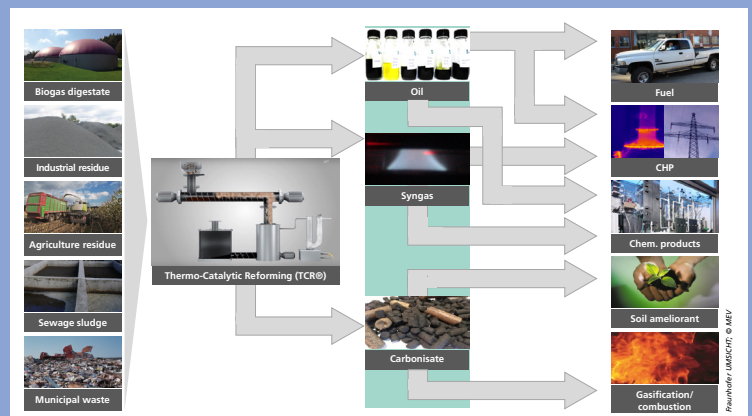 Biogas digestate
Industrial residue
Agriculture residue
Sewage sludge
Municipal waste
Thermo-Catalytic Reforming (TCR®)
Oil
Syngas
Carbonisate
Fuel
CHP
Chem. products
Soil ameliorant
Gasification/
combustion
Fraunhofer UMSICHT; © MEV